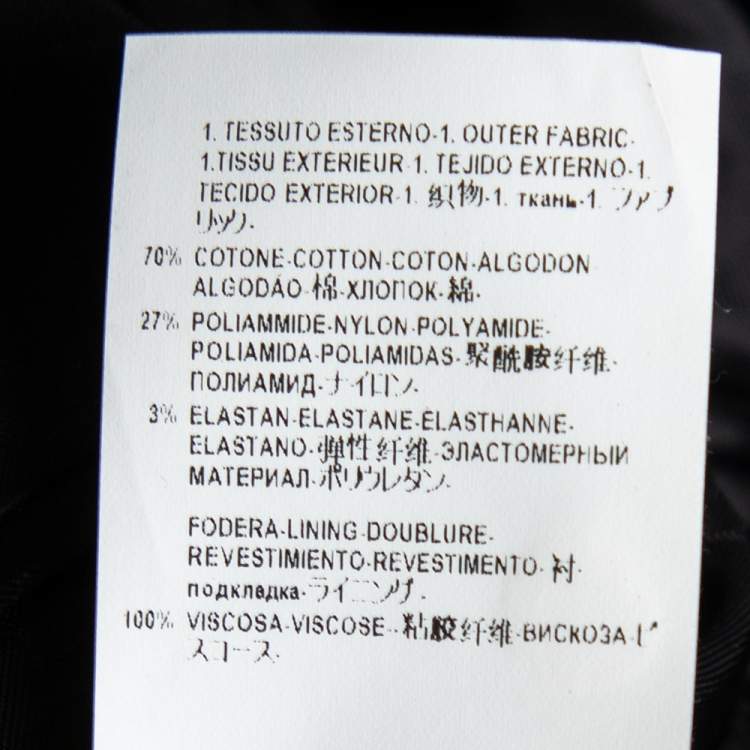 1. TESSUTO ESTERNO-1. OUTER FABRIC-
1.TISSU EXTERIEUR-1. TEJIDO EXTERNO-1.
TECIDO EXTERIOR-1. 织物-1. ткань-1. ファブ
リック-
70% COTONE-COTTON-COTON-ALGODON
ALGODÃO-棉-ХЛОПОК-綿-
27% POLIAMMIDE-NYLON-POLYAMIDE-
POLIAMIDA-POLIAMIDAS-聚酰胺纤维-
ПОЛИАМИД-ナイロン-
3% ELASTAN-ELASTANE-ELASTHANNE-
ELASTANO-弹性纤维-ЭЛАСТОМЕРНЫЙ
МАТЕРИАЛ-ポリウレタン-
FODERA-LINING-DOUBLURE-
REVESTIMIENTO-REVESTIMENTO-衬-
подкладка-ライニング-
100% VISCOSA-VISCOSE--粘胶纤维-ВИСКОЗА-ビ
スコース-